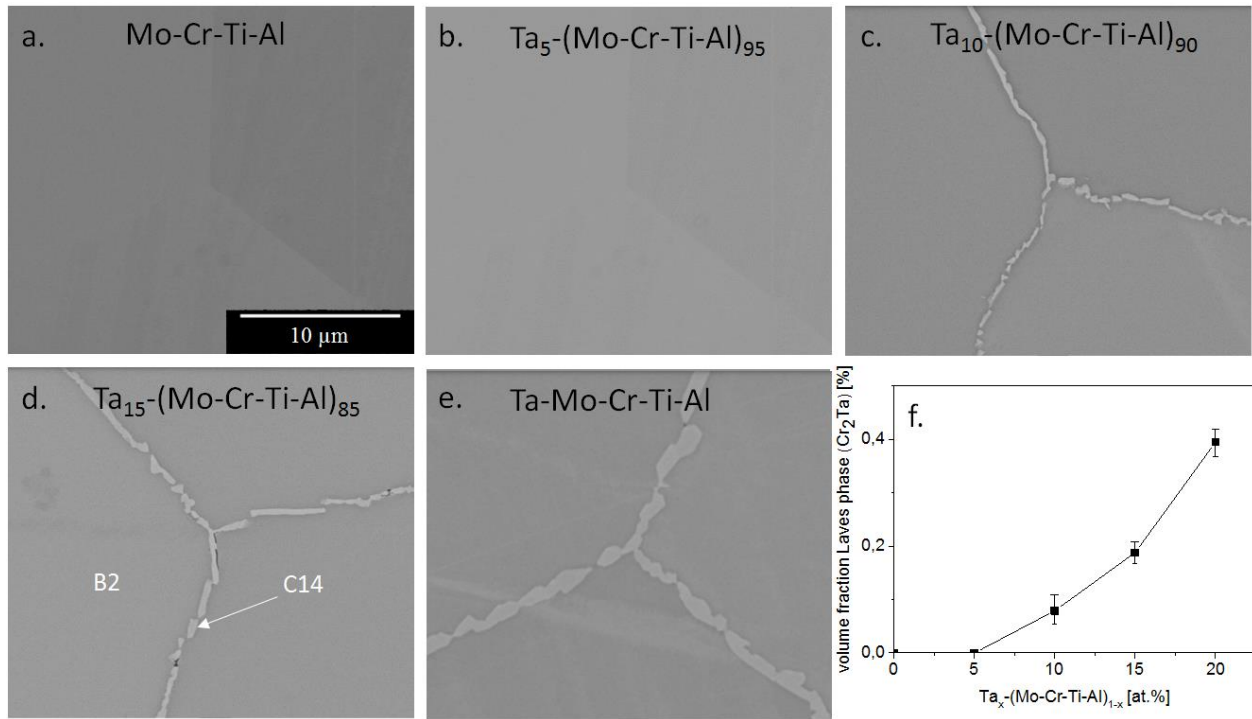 a. Mo-Cr-Ti-Al
10 µm
b. Ta₅-(Mo-Cr-Ti-Al)₉₅
c. Ta₁₀-(Mo-Cr-Ti-Al)₉₀
d. Ta₁₅-(Mo-Cr-Ti-Al)₈₅
B2
C14
e. Ta-Mo-Cr-Ti-Al
f.
volume fraction Laves phase (Cr₂Ta) [%]
0,4
0,2
0,0
0 5 10 15 20
Taₓ-(Mo-Cr-Ti-Al)₁₋ₓ [at.%]